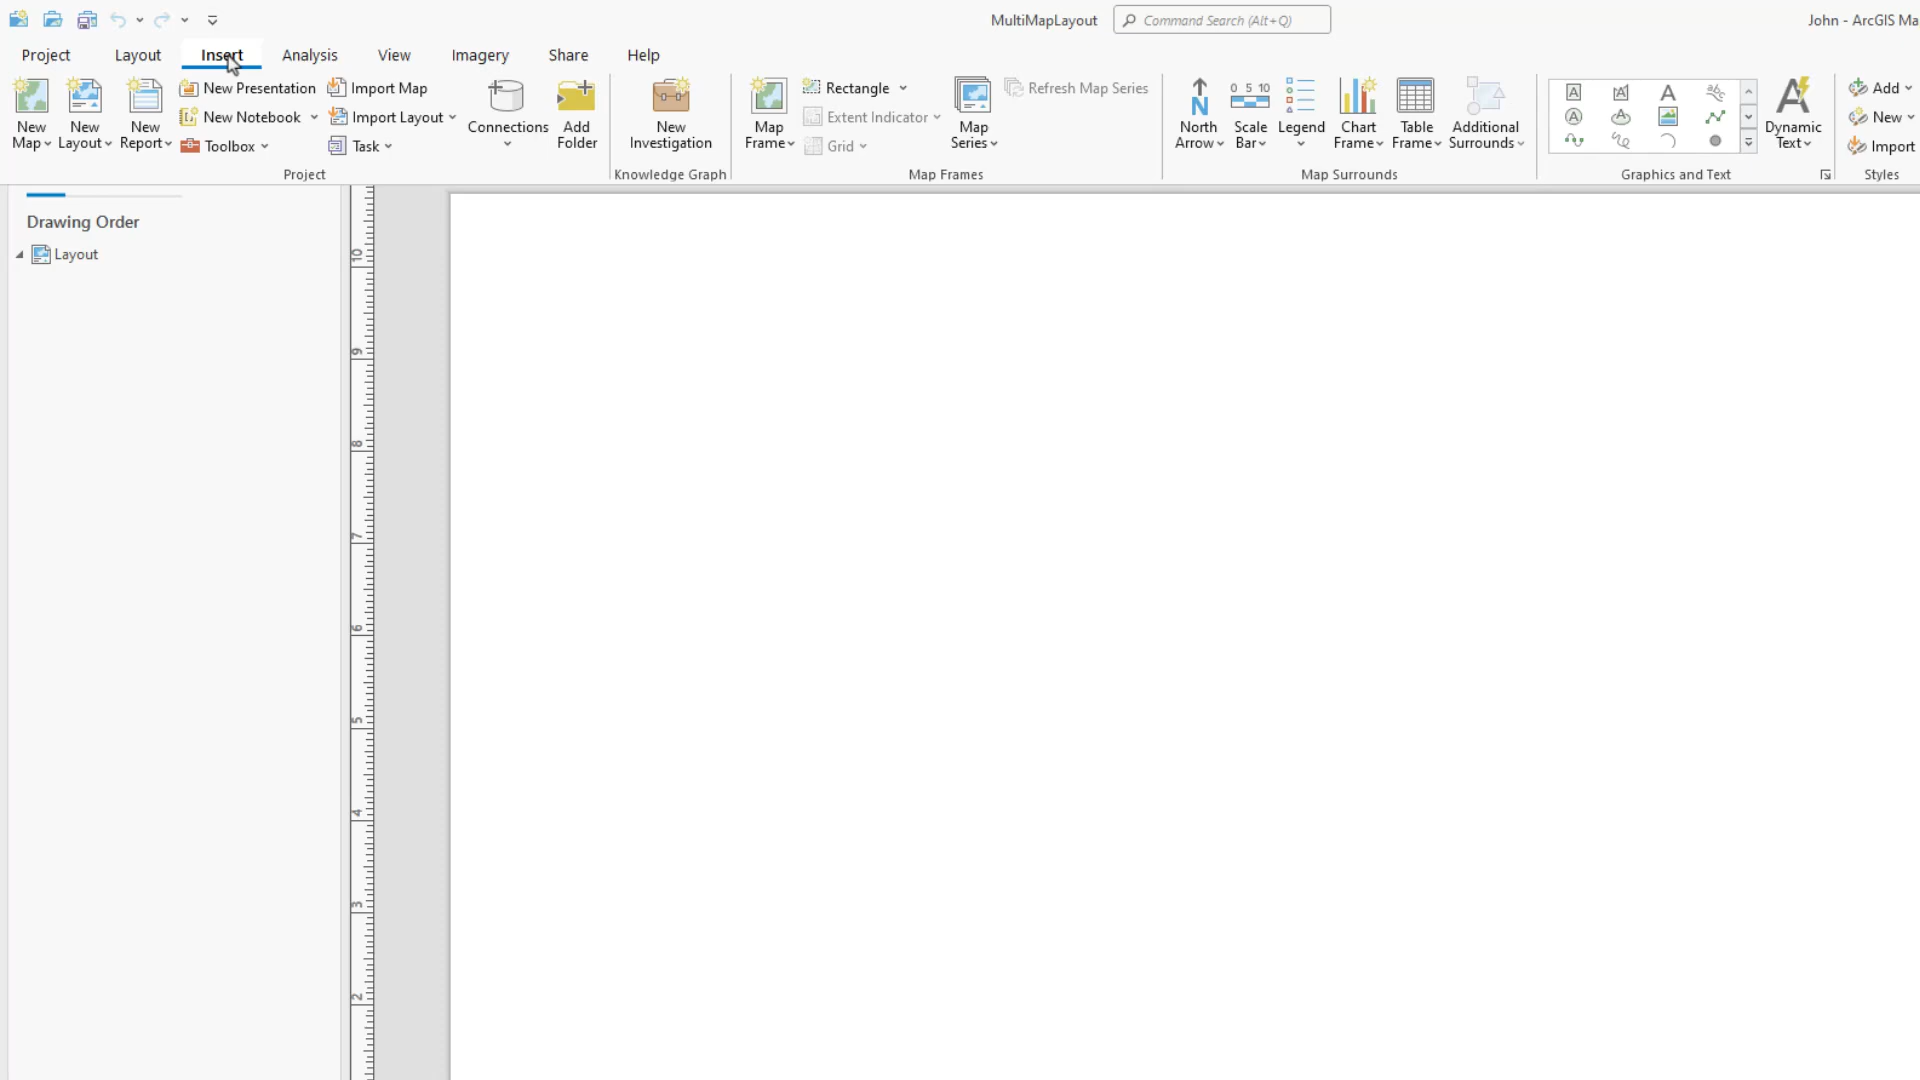 MultiMapLayout
Command Search (Alt+Q)
John - ArcGIS Ma
Project
Layout
Insert
Analysis
View
Imagery
Share
Help
New Map
New Layout
New Report
New Presentation
New Notebook
Toolbox
Import Map
Import Layout
Task
Connections
Add Folder
Project
New Investigation
Knowledge Graph
Map Frame
Rectangle
Extent Indicator
Grid
Map Series
Refresh Map Series
Map Frames
N
North Arrow
0 5 10
Scale Bar
Legend
Chart Frame
Table Frame
Additional Surrounds
Map Surrounds
A
A
A
A
A
A
Dynamic Text
Graphics and Text
Add
New
Import
Styles
Drawing Order
Layout
10
9
8
7
6
5
4
3
2